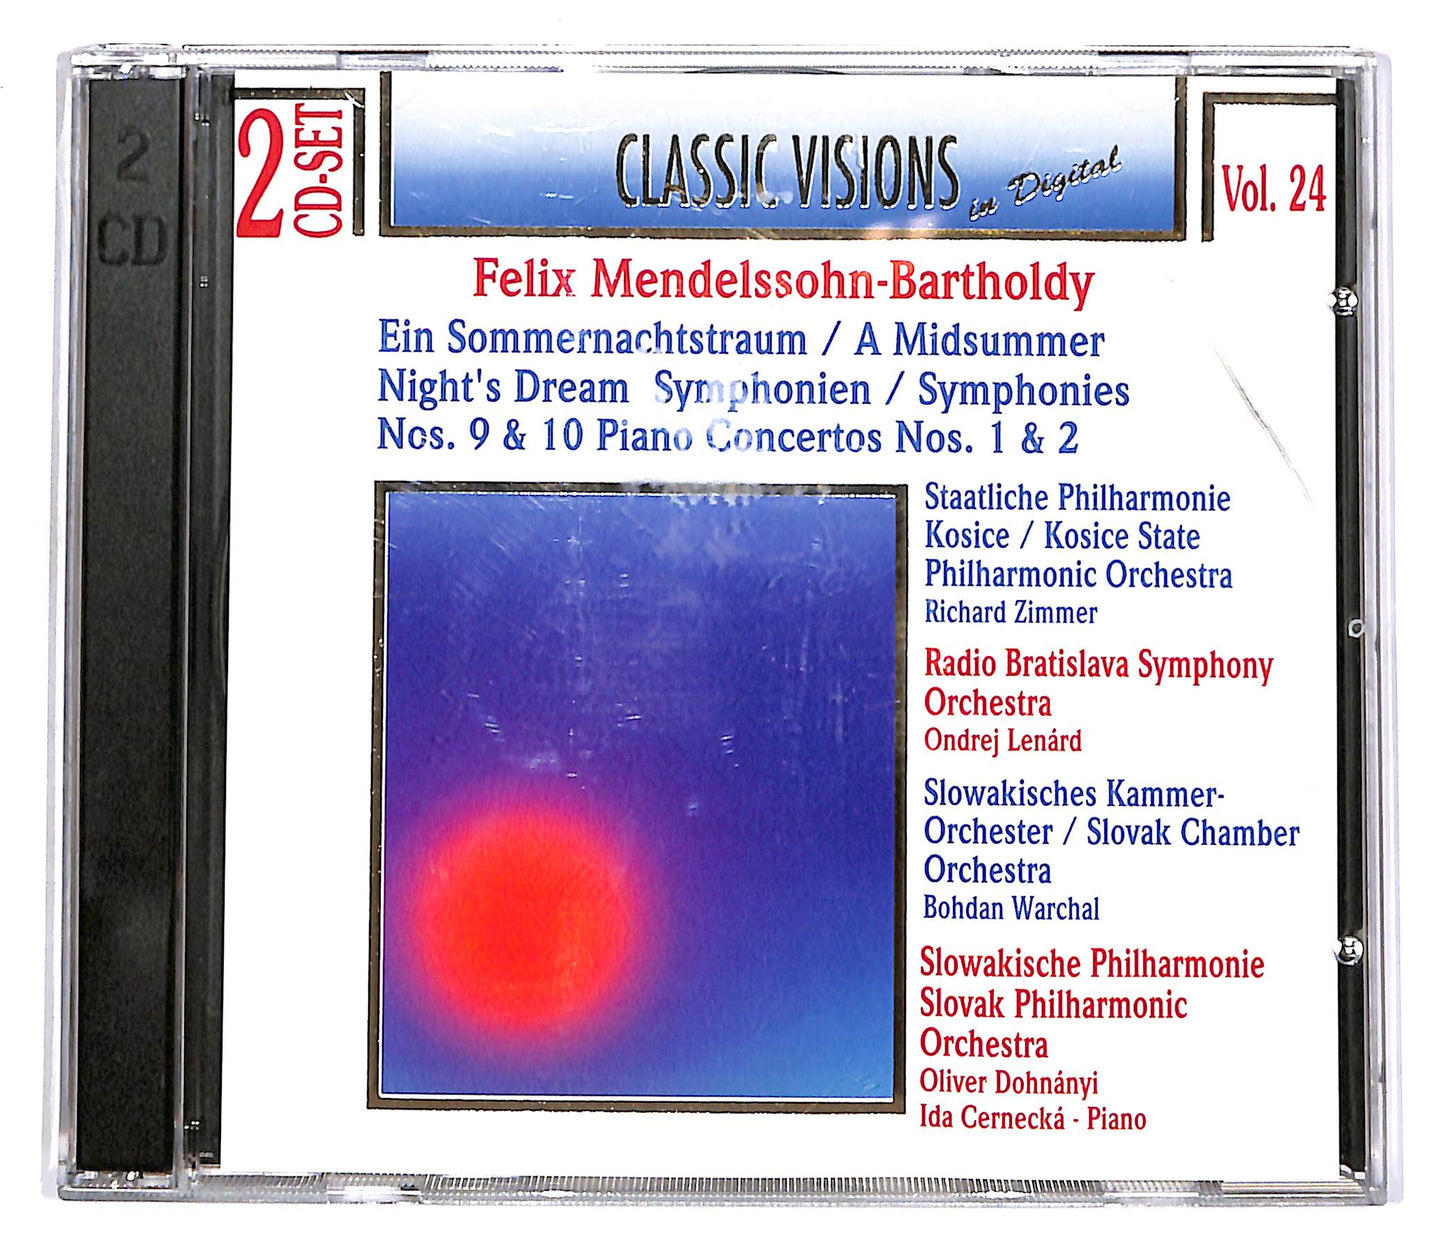 2
CD
2 CD-SET
CLASSIC VISIONS in Digital
Vol. 24
Felix Mendelssohn-Bartholdy
Ein Sommernachtstraum / A Midsummer
Night's Dream Symphonien / Symphonies
Nos. 9 & 10 Piano Concertos Nos. 1 & 2
Staatliche Philharmonie
Kosice / Kosice State
Philharmonic Orchestra
Richard Zimmer
Radio Bratislava Symphony
Orchestra
Ondrej Lenárd
Slowakisches Kammer-
Orchester / Slovak Chamber
Orchestra
Bohdan Warchal
Slowakische Philharmonie
Slovak Philharmonic
Orchestra
Oliver Dohnányi
Ida Cernecká - Piano